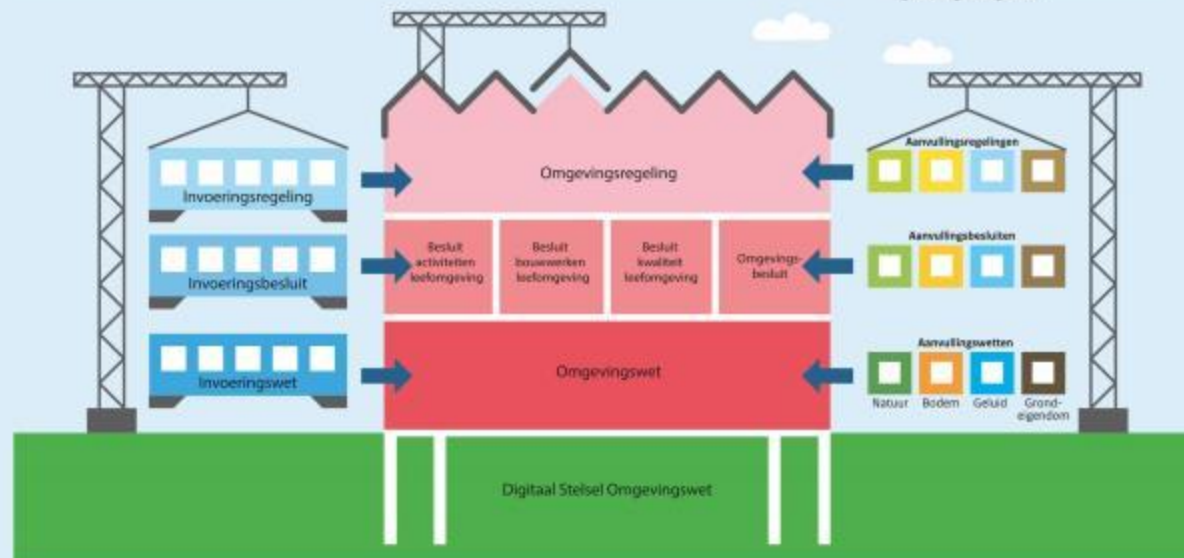 Aanvullingsregelingen
Omgevingsregeling
Invoeringsregeling
Aanvullingsbesluiten
Besluit
activiteiten
leefomgeving
Besluit
bouwwerken
leefomgeving
Besluit
kwaliteit
leefomgeving
Omgevings-
besluit
Invoeringsbesluit
Aanvullingswetten
Omgevingswet
Invoeringswet
Natuur
Bodem
Geluid
Grond-
eigendom
Digitaal Stelsel Omgevingswet